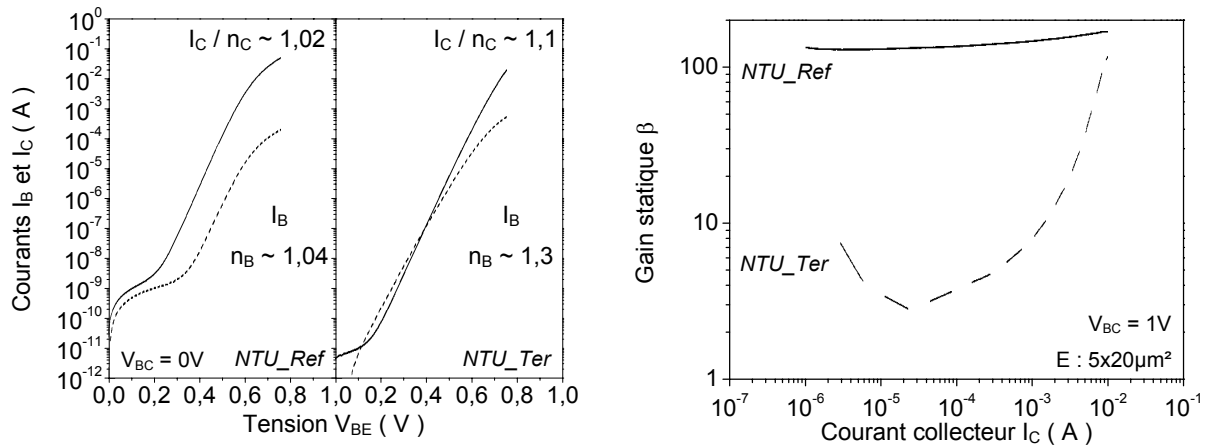 Courants I_B et I_C ( A )
10^0
10^-1
10^-2
10^-3
10^-4
10^-5
10^-6
10^-7
10^-8
10^-9
10^-10
10^-11
10^-12
I_C / n_C ~ 1,02
I_B
n_B ~ 1,04
V_BC = 0V
NTU_Ref
I_C / n_C ~ 1,1
I_B
n_B ~ 1,3
NTU_Ter
0,0 0,2 0,4 0,6 0,8 0,0 0,2 0,4 0,6 0,8 1,0
1,0
Tension V_BE ( V )
Gain statique β
100
10
1
NTU_Ref
NTU_Ter
V_BC = 1V
E : 5x20µm²
10^-7 10^-6 10^-5 10^-4 10^-3 10^-2 10^-1
Courant collecteur I_C ( A )